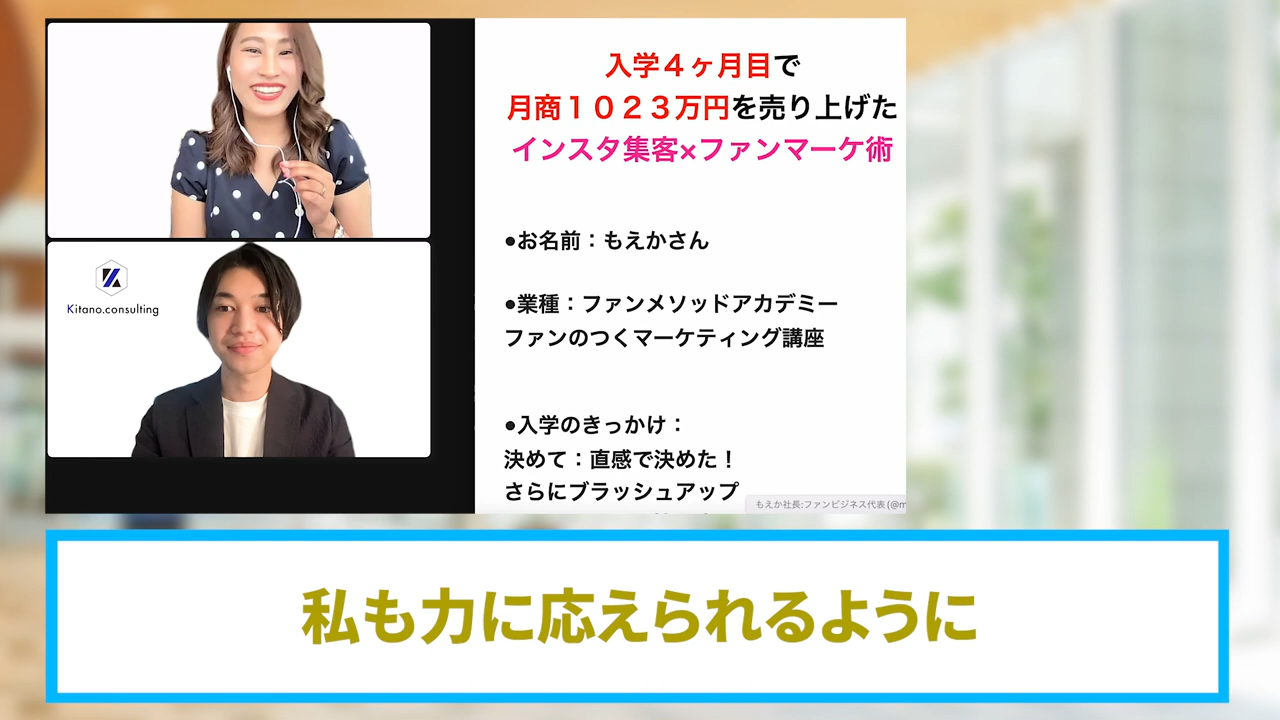 Kitano.consulting
入学４ヶ月目で
月商１０２３万円を売り上げた
インスタ集客×ファンマーケ術
●お名前：もえかさん
●業種：ファンメソッドアカデミー
ファンのつくマーケティング講座
●入学のきっかけ：
決めて：直感で決めた！
さらにブラッシュアップ
もえか社長:ファンビジネス代表 (@m
私も力に応えられるように